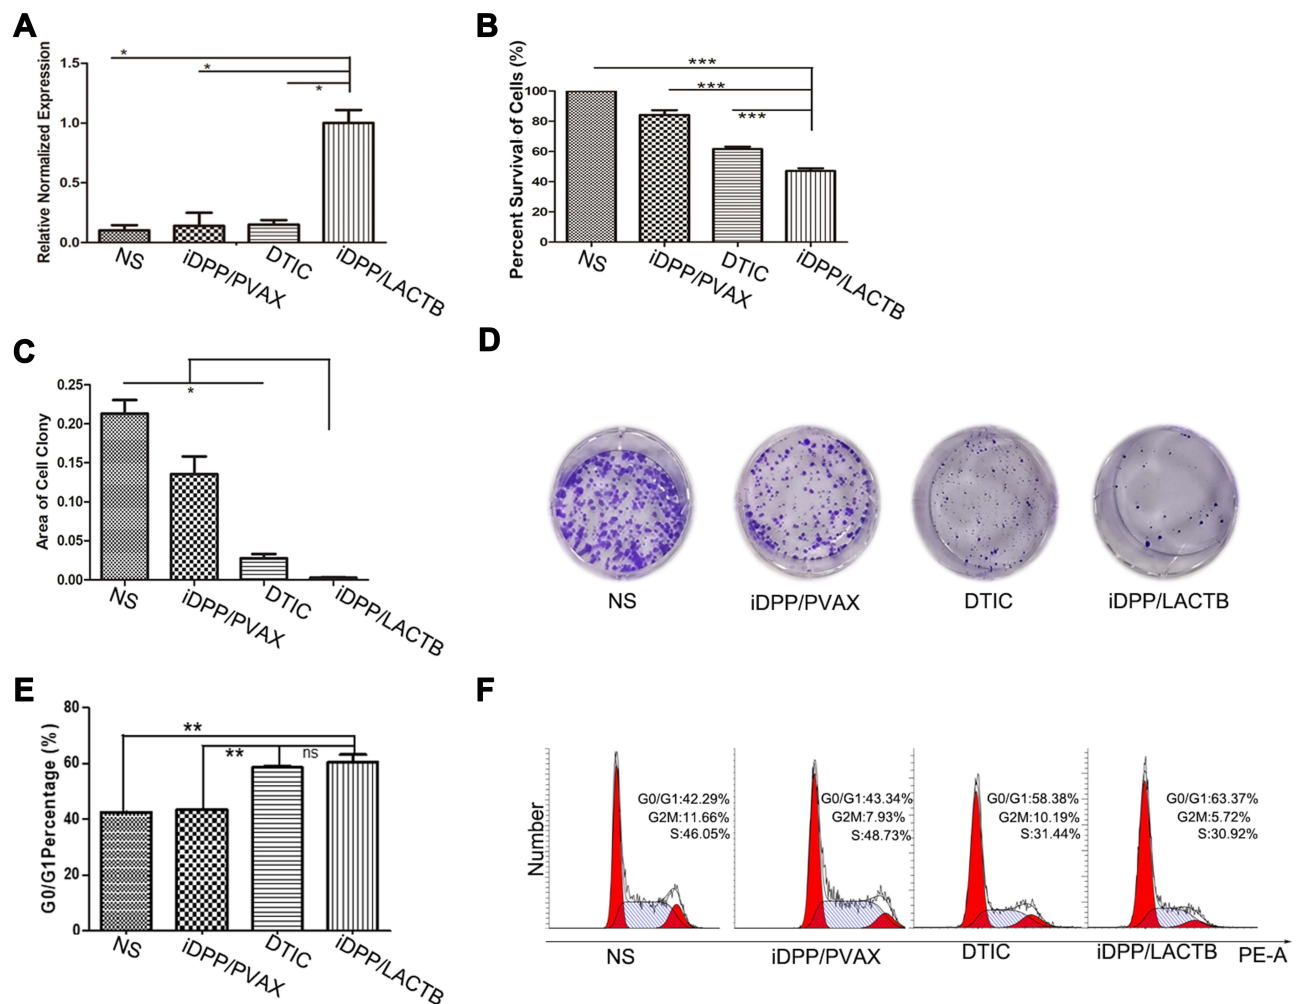 A
Relative Normalized Expression
1.5
1.0
0.5
0.0
*
*
*
NS
iDPP/PVAX
DTIC
iDPP/LACTB
B
Percent Survival of Cells (%)
100
80
60
40
20
0
***
***
***
NS
iDPP/PVAX
DTIC
iDPP/LACTB
C
Area of Cell Clony
0.25
0.20
0.15
0.10
0.05
0.00
*
NS
iDPP/PVAX
DTIC
iDPP/LACTB
D
NS
iDPP/PVAX
DTIC
iDPP/LACTB
E
G0/G1Percentage (%)
80
60
40
20
0
**
**
ns
NS
iDPP/PVAX
DTIC
iDPP/LACTB
F
Number
G0/G1:42.29%
G2M:11.66%
S:46.05%
G0/G1:43.34%
G2M:7.93%
S:48.73%
G0/G1:58.38%
G2M:10.19%
S:31.44%
G0/G1:63.37%
G2M:5.72%
S:30.92%
NS
iDPP/PVAX
DTIC
iDPP/LACTB
PE-A